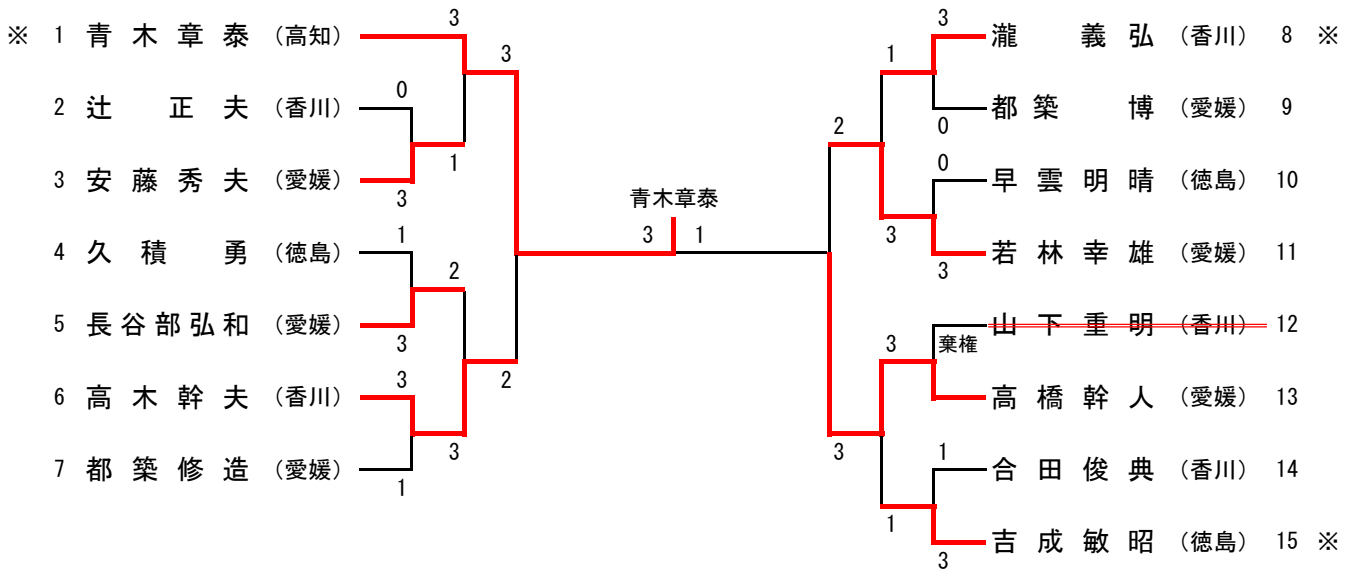 ※ 1 青木章泰 （高知）
3
3
2 辻 正夫 （香川）
0
3 安藤秀夫 （愛媛）
3
1
4 久積 勇 （徳島）
1
2
5 長谷部弘和 （愛媛）
3
6 高木幹夫 （香川）
3
2
7 都築修造 （愛媛）
1
3
青木章泰
3 1
3
瀧 義弘 （香川） 8 ※
1
都築 博 （愛媛） 9
0
2
0
早雲明晴 （徳島） 10
3
若林幸雄 （愛媛） 11
3
山下重明 （香川） 12
棄権
3
高橋幹人 （愛媛） 13
3
1
合田俊典 （香川） 14
1
吉成敏昭 （徳島） 15 ※
3